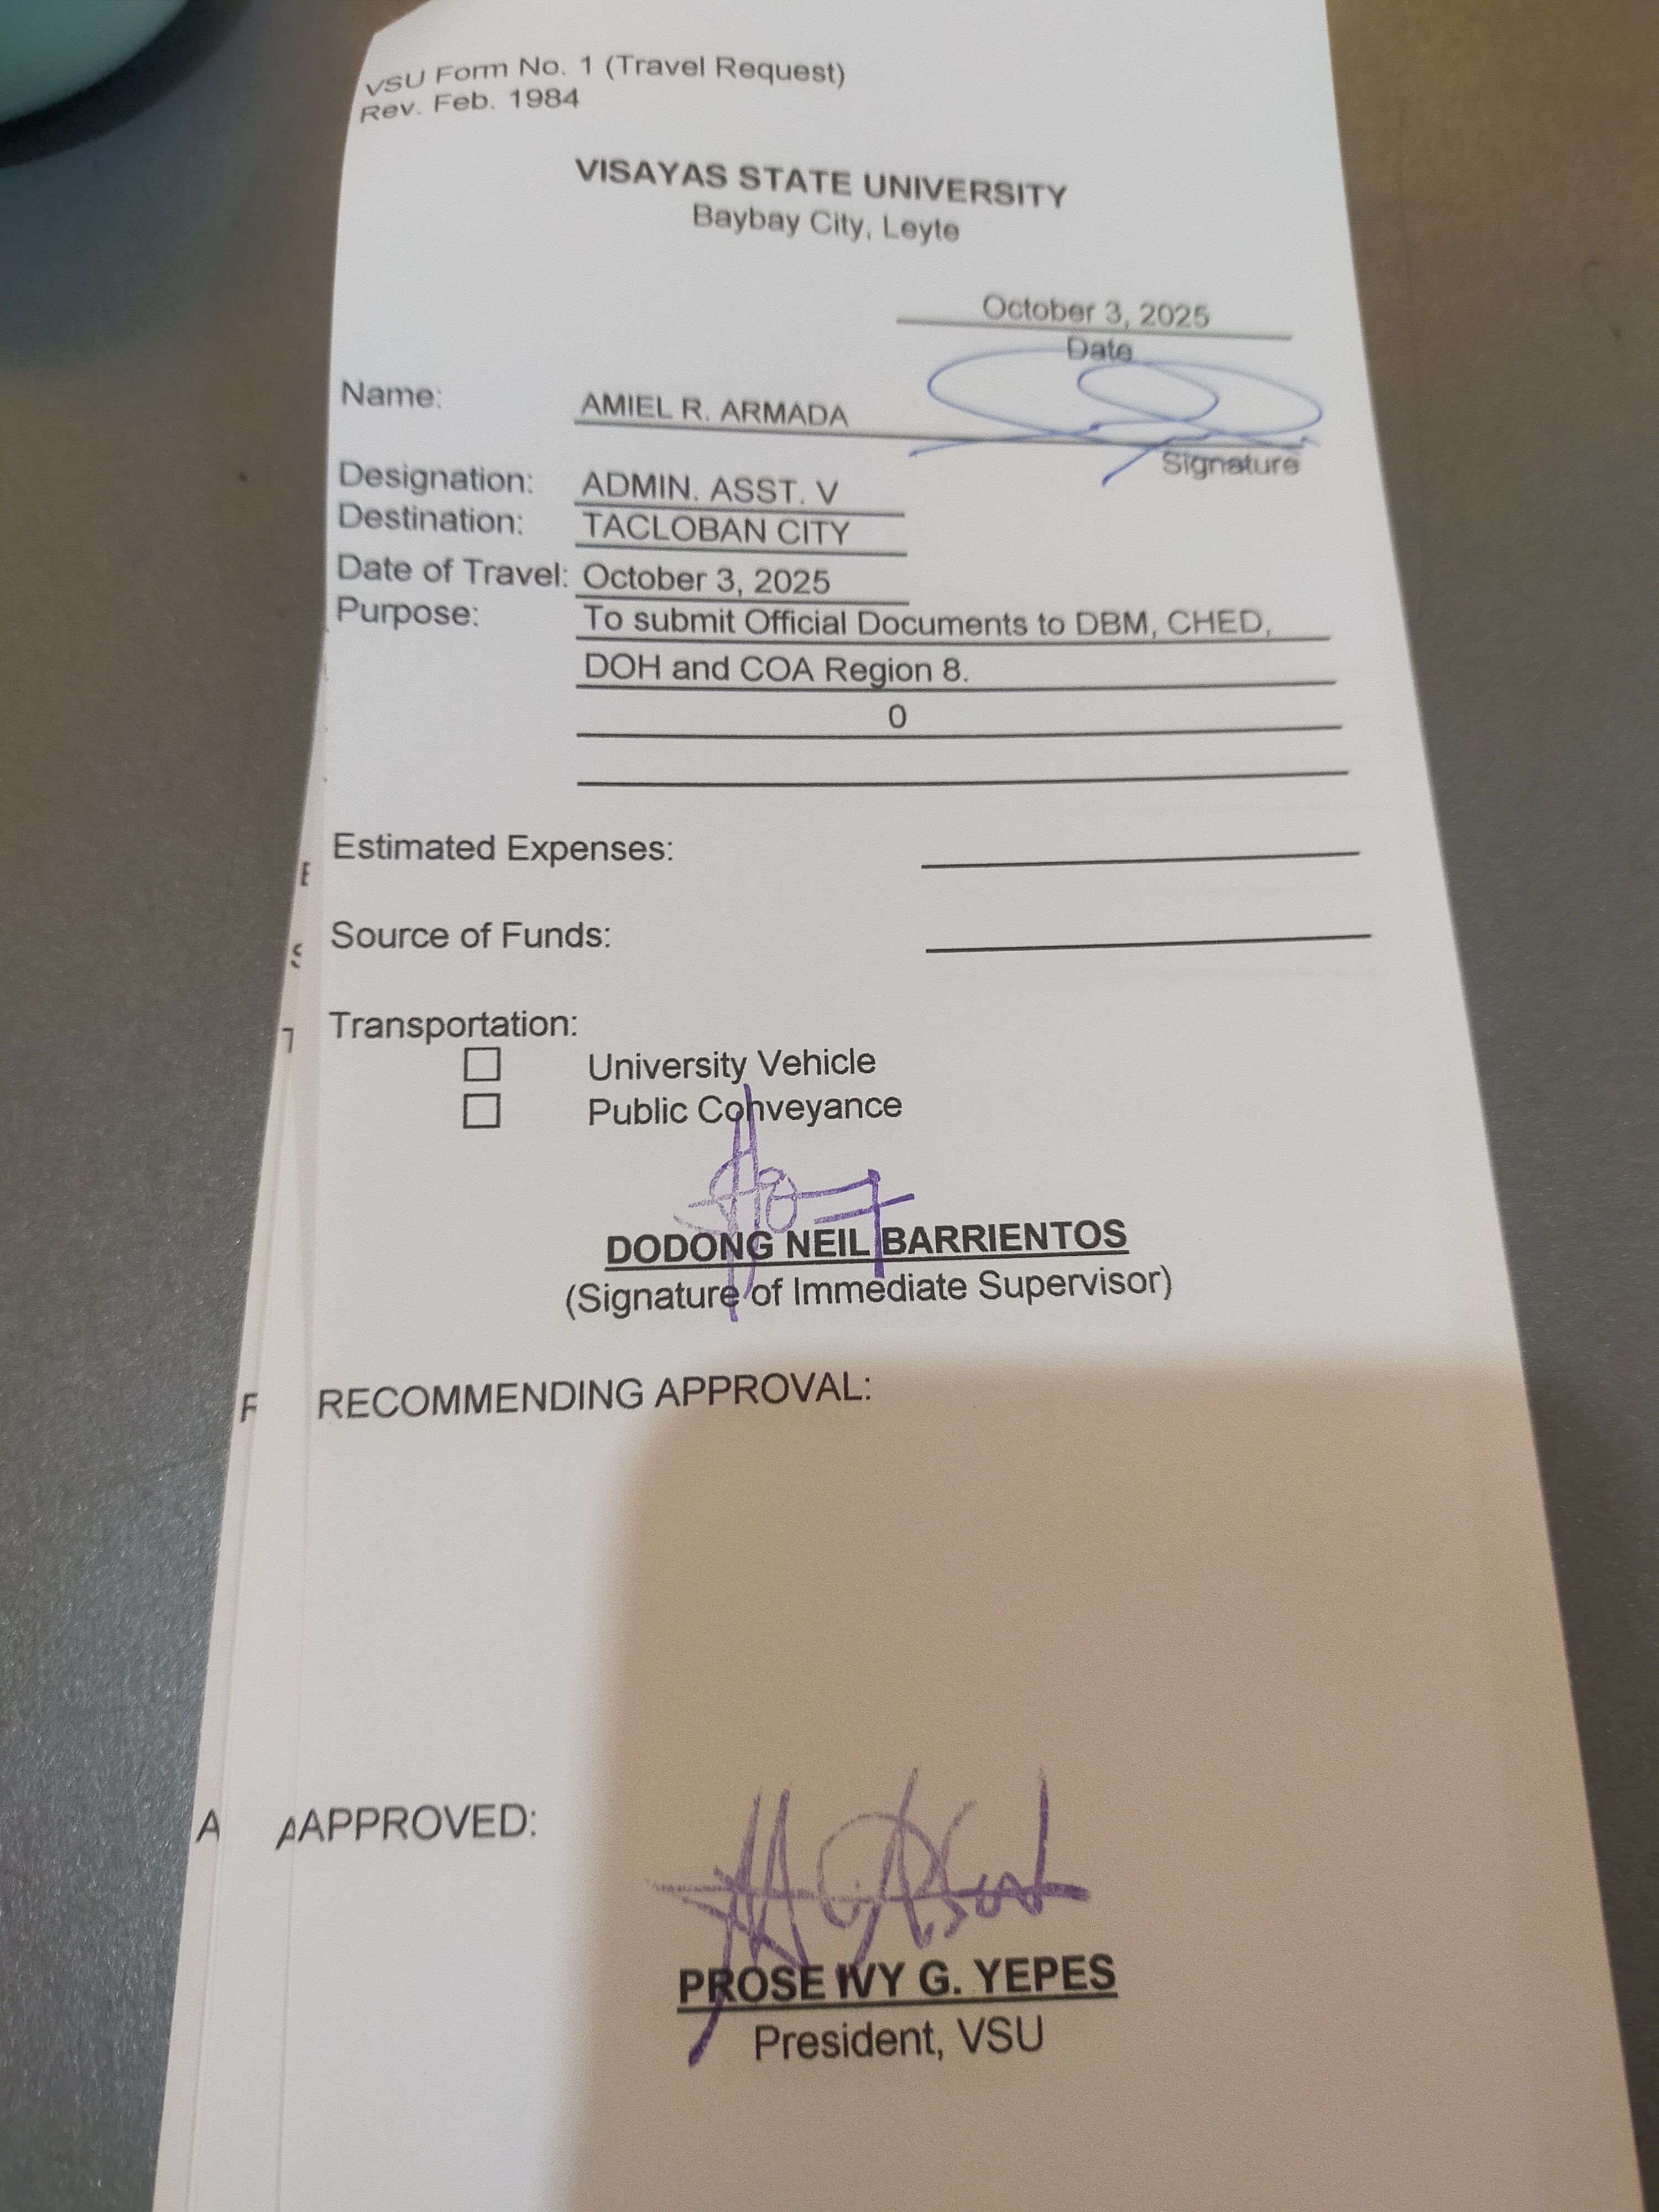 VSU Form No. 1 (Travel Request)
Rev. Feb. 1984
VISAYAS STATE UNIVERSITY
Baybay City, Leyte
October 3, 2025
Date
Name: AMIEL R. ARMADA
Signature
Designation: ADMIN. ASST. V
Destination: TACLOBAN CITY
Date of Travel: October 3, 2025
Purpose: To submit Official Documents to DBM, CHED,
DOH and COA Region 8.
0
Estimated Expenses:
Source of Funds:
Transportation:
University Vehicle
Public Conveyance
DODONG NEIL BARRIENTOS
(Signature of Immediate Supervisor)
RECOMMENDING APPROVAL:
APPROVED:
PROSE IVY G. YEPES
President, VSU